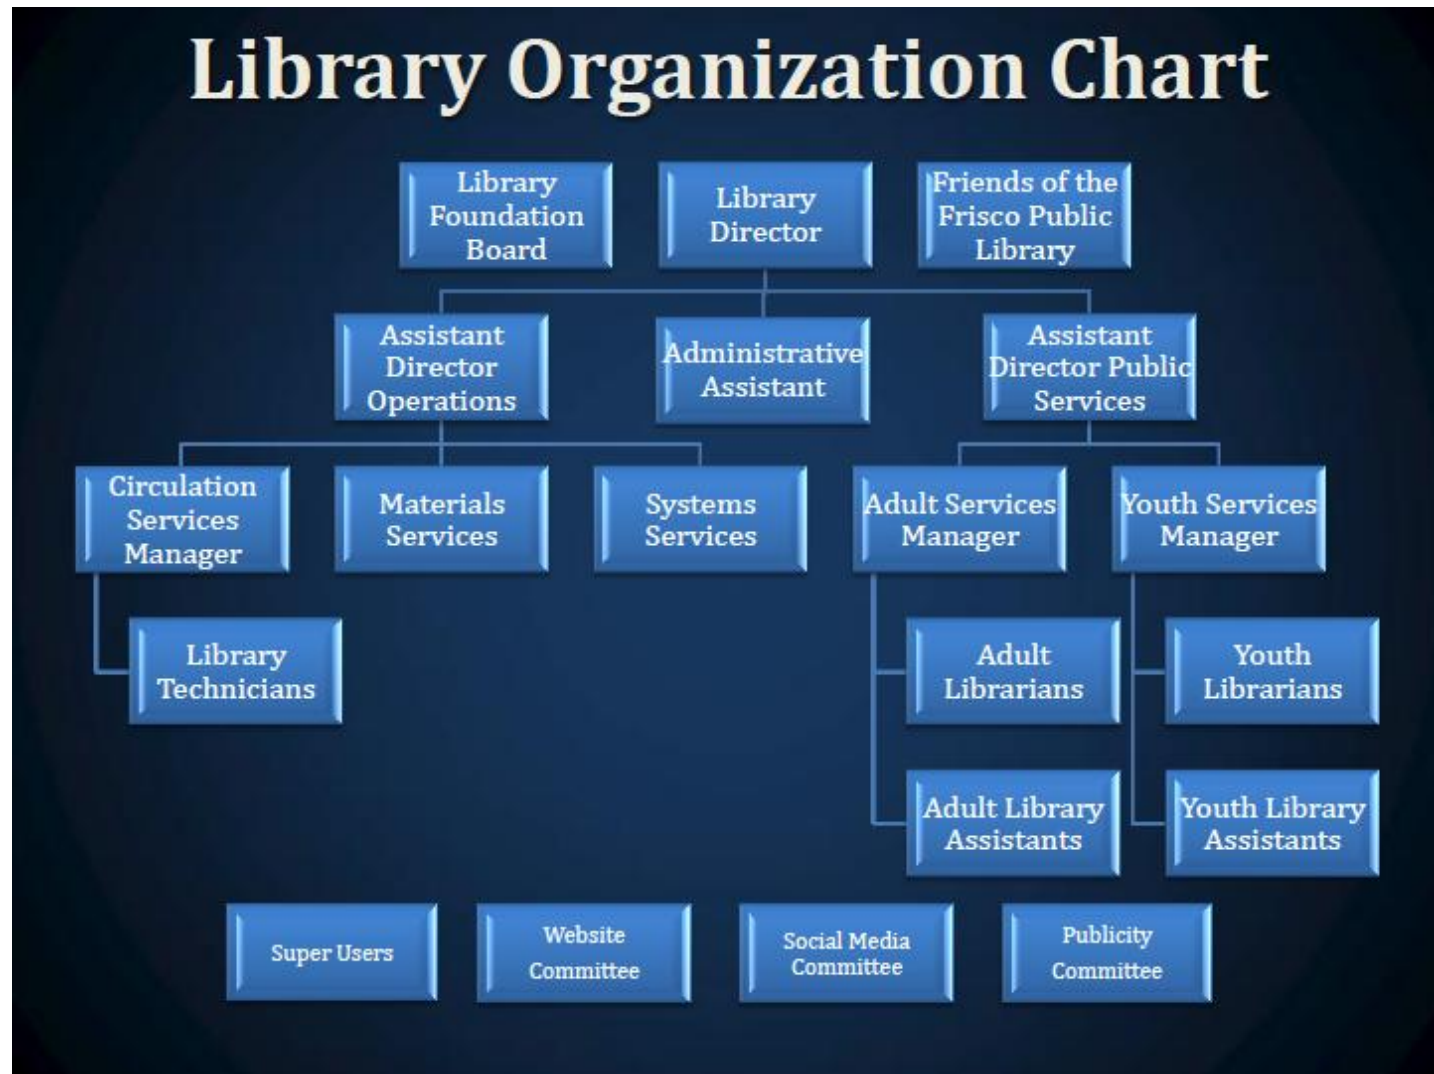 Library Organization Chart
Library
Foundation
Board
Library
Director
Friends of the
Frisco Public
Library
Assistant
Director
Operations
Administrative
Assistant
Assistant
Director Public
Services
Circulation
Services
Manager
Materials
Services
Systems
Services
Adult Services
Manager
Youth Services
Manager
Library
Technicians
Adult
Librarians
Youth
Librarians
Adult Library
Assistants
Youth Library
Assistants
Super Users
Website
Committee
Social Media
Committee
Publicity
Committee